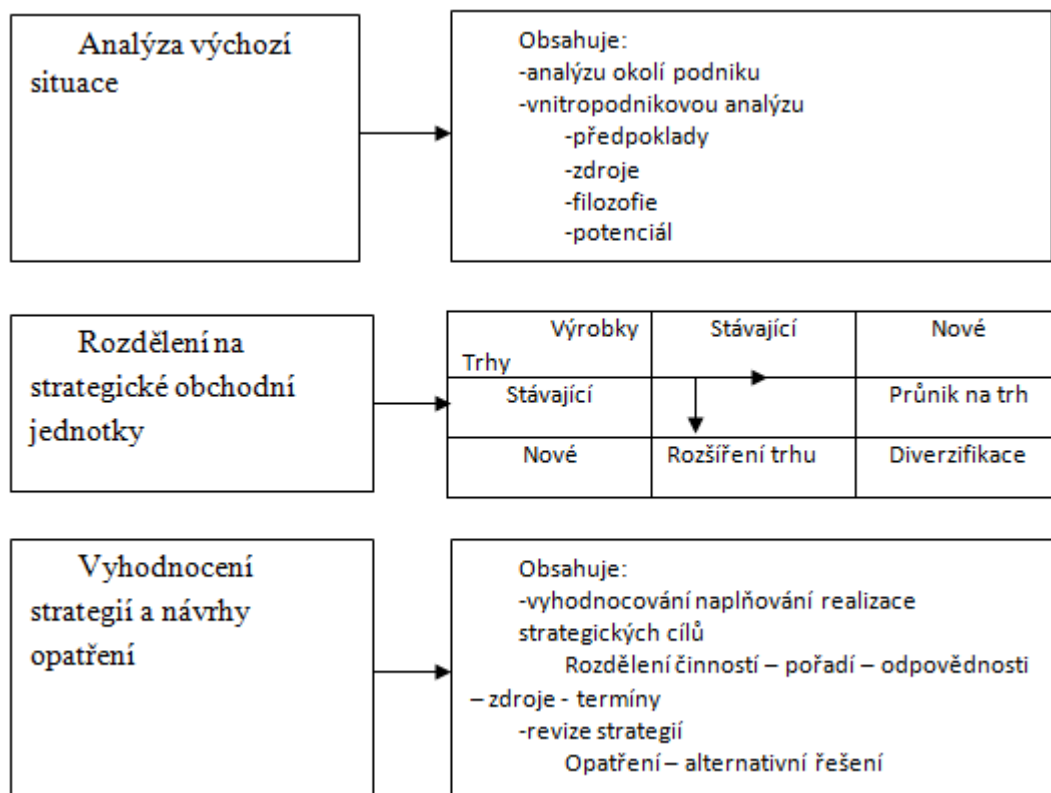 Analýza výchozí
situace
Obsahuje:
-analýzu okolí podniku
-vnitropodnikovou analýzu
-předpoklady
-zdroje
-filozofie
-potenciál
Rozdělení na
strategické obchodní
jednotky
Výrobky
Trhy
Stávající
Nové
Stávající
Průnik na trh
Nové
Rozšíření trhu
Diverzifikace
Vyhodnocení
strategií a návrhy
opatření
Obsahuje:
-vyhodnocování naplňování realizace
strategických cílů
Rozdělení činností – pořadí – odpovědnosti
– zdroje - termíny
-revize strategií
Opatření – alternativní řešení